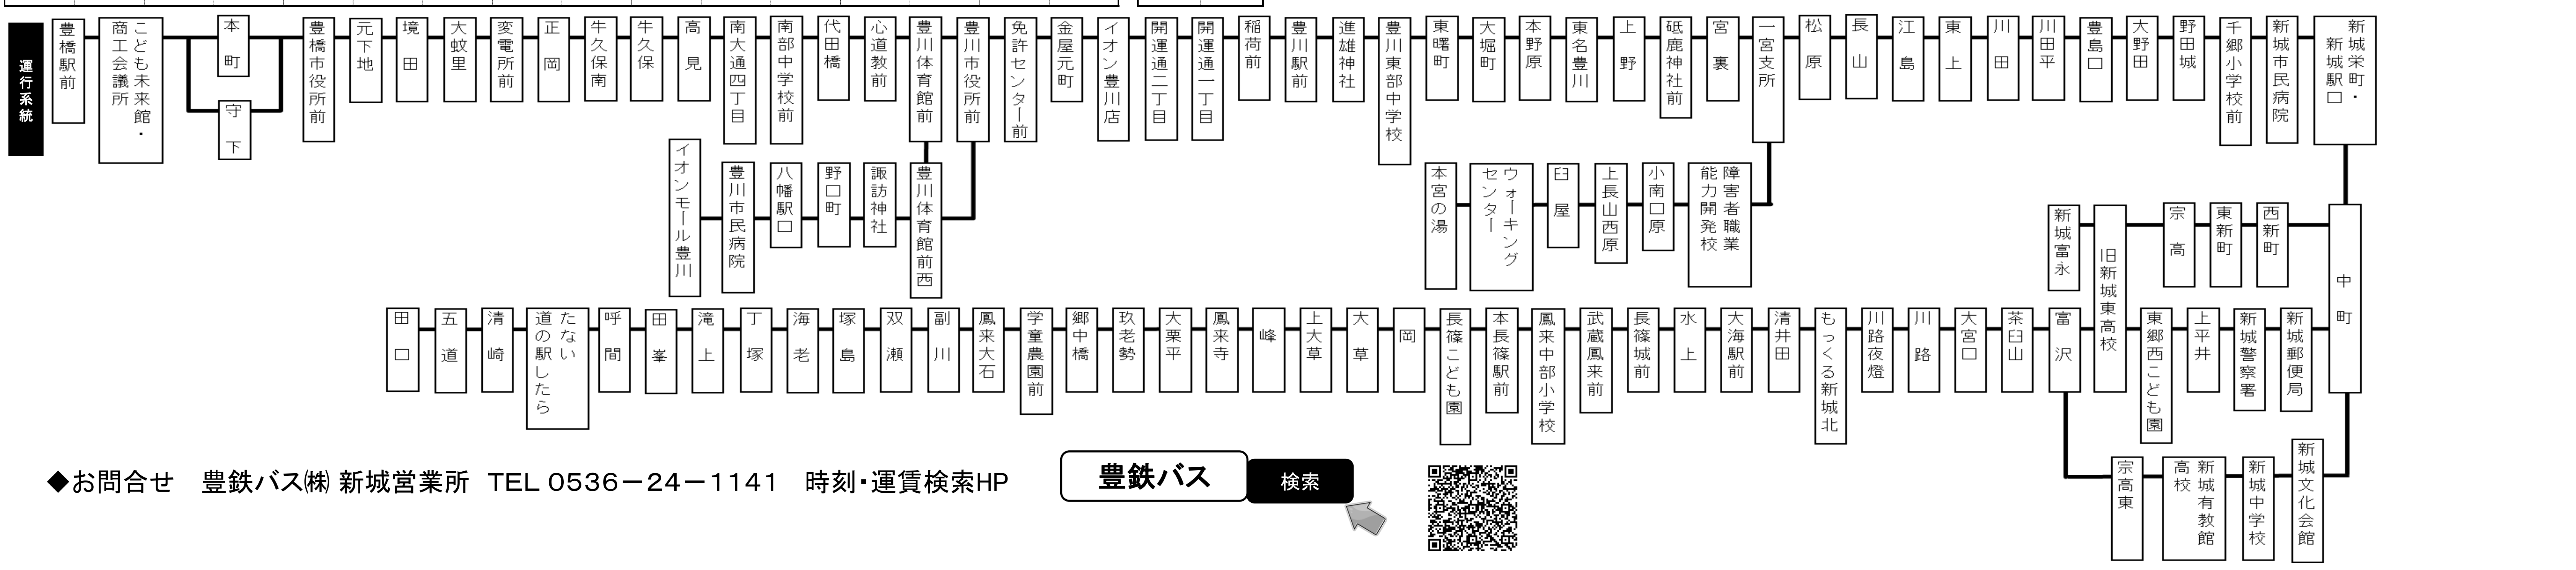 運行系統
豊橋駅前
こども未来館・
商工会議所
本町
守下
豊橋市役所前
元下地
境田
大蚊里
変電所前
正岡
牛久保南
牛久保
高見
南大通四丁目
南部中学校前
代田橋
心道教前
豊川体育館前
豊川市役所前
免許センター前
金屋元町
イオン豊川店
開運通二丁目
開運通一丁目
稲荷前
豊川駅前
進雄神社
豊川東部中学校
東曙町
大堀町
本野原
東名豊川
上野
砥鹿神社前
宮裏
一宮支所
松原
長山
江島
東上
川田
川田平
豊島口
大野田
野田城
千郷小学校前
新城市民病院
新城栄町・
新城駅口
イオンモール豊川
豊川市民病院
八幡駅口
野口町
諏訪神社
豊川体育館前西
本宮の湯
ウォーキング
センター
臼屋
上長山西原
小南口原
障害者職業
能力開発校
新城富永
旧新城東高校
宗高
東新町
西新町
中町
田口
五道
清崎
たない
道の駅したら
呼間
田峯
滝上
丁塚
海老
塚島
双瀬
副川
鳳来大石
学童農園前
郷中橋
玖老勢
大栗平
鳳来寺
峰
上大草
大草
岡
長篠こども園
本長篠駅前
鳳来中部小学校
武蔵鳳来前
長篠城前
水上
大海駅前
清井田
もっくる新城北
川路夜燈
川路
大宮口
茶臼山
富沢
東郷西こども園
上平井
新城警察署
新城郵便局
宗高東
新城有教館
高校
新城中学校
新城文化会館
◆お問合せ 豊鉄バス㈱ 新城営業所 TEL 0536－24－1141 時刻・運賃検索HP
豊鉄バス
検索